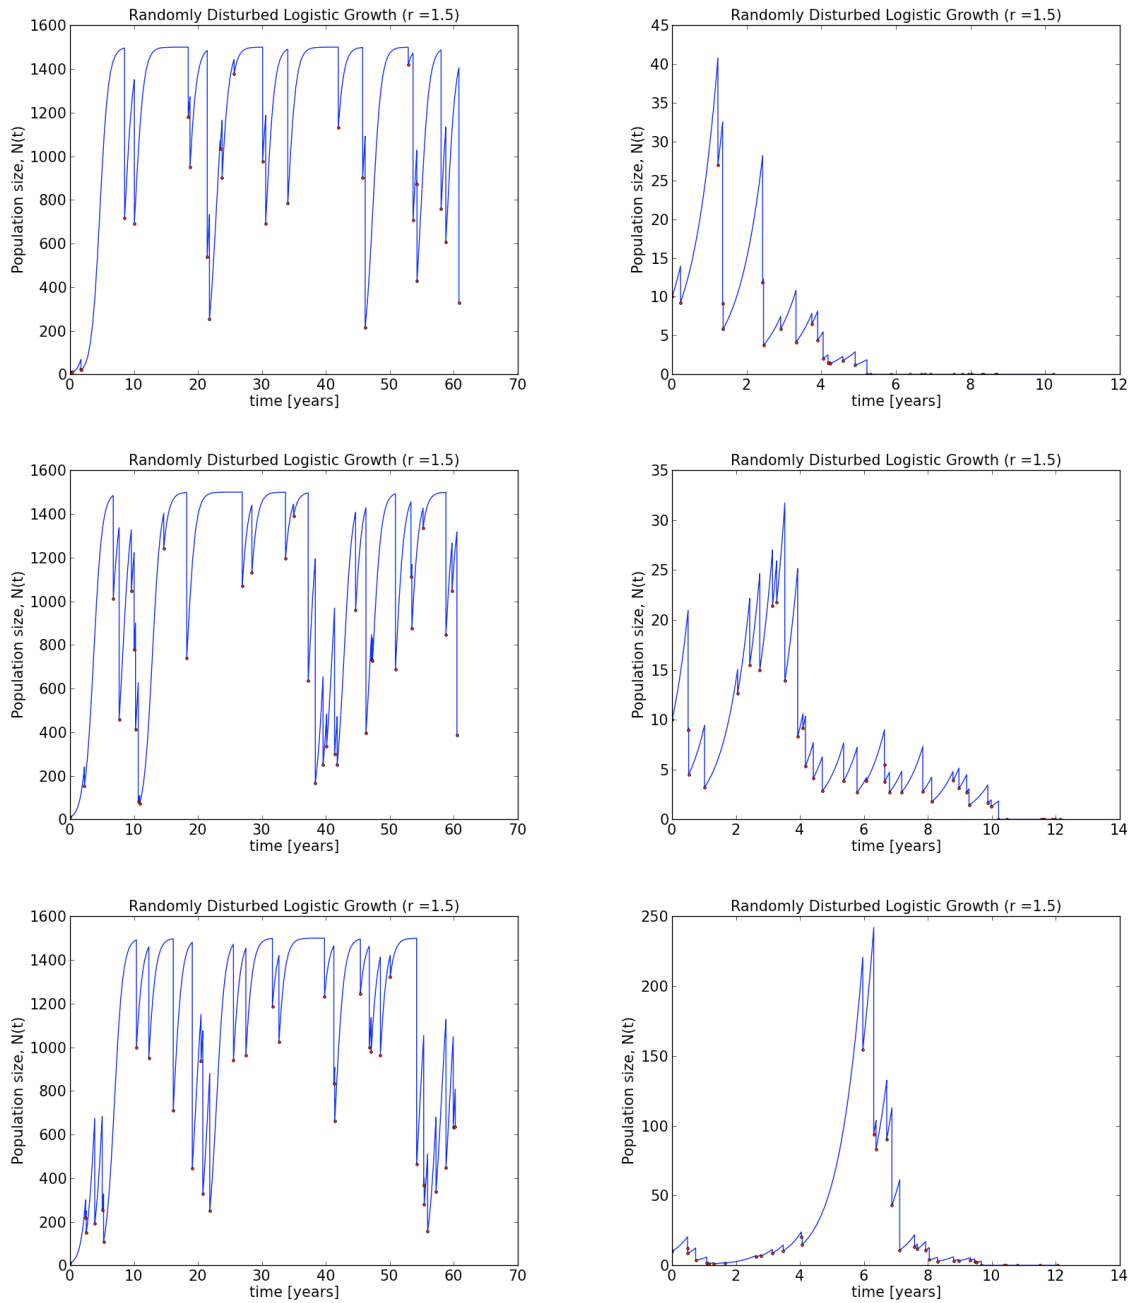 Randomly Disturbed Logistic Growth (r =1.5)
1600
1400
1200
1000
800
600
400
200
0
Population size, N(t)
0 10 20 30 40 50 60 70
time [years]
Randomly Disturbed Logistic Growth (r =1.5)
45
40
35
30
25
20
15
10
5
0
Population size, N(t)
0 2 4 6 8 10 12
time [years]
Randomly Disturbed Logistic Growth (r =1.5)
1600
1400
1200
1000
800
600
400
200
0
Population size, N(t)
0 10 20 30 40 50 60 70
time [years]
Randomly Disturbed Logistic Growth (r =1.5)
35
30
25
20
15
10
5
0
Population size, N(t)
0 2 4 6 8 10 12 14
time [years]
Randomly Disturbed Logistic Growth (r =1.5)
1600
1400
1200
1000
800
600
400
200
0
Population size, N(t)
0 10 20 30 40 50 60 70
time [years]
Randomly Disturbed Logistic Growth (r =1.5)
250
200
150
100
50
0
Population size, N(t)
0 2 4 6 8 10 12 14
time [years]